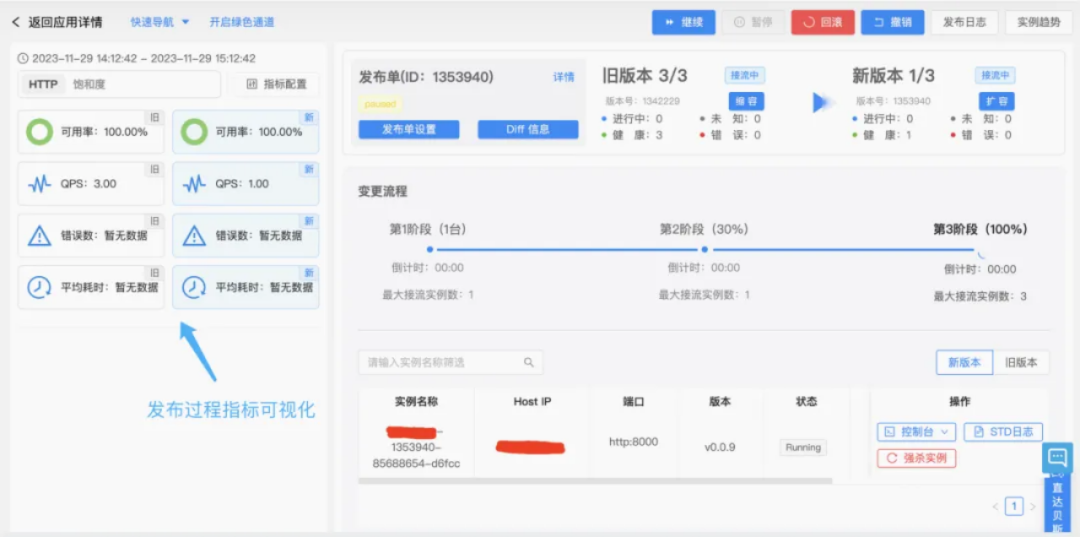 返回应用详情 快速导航 开启绿色通道 继续 暂停 回滚 撤销 发布日志 实例趋势
2023-11-29 14:12:42 - 2023-11-29 15:12:42
HTTP 饱和度 指标配置
可用率：100.00% 旧
可用率：100.00% 新
QPS：3.00 旧
QPS：1.00 新
错误数：暂无数据 旧
错误数：暂无数据 新
平均耗时：暂无数据 旧
平均耗时：暂无数据 新
发布过程指标可视化
发布单(ID：1353940) 详情
paused
发布单设置 Diff 信息
旧版本 3/3 接流中
版本号：1342229 缩容
进行中：0 未知：0
健康：3 错误：0
新版本 1/3 接流中
版本号：1353940 扩容
进行中：0 未知：0
健康：1 错误：0
变更流程
第1阶段（1台） 第2阶段（30%） 第3阶段（100%）
倒计时：00:00 倒计时：00:00 倒计时：00:00
最大接流实例数：1 最大接流实例数：1 最大接流实例数：3
请输入实例名称筛选 新版本 旧版本
实例名称 Host IP 端口 版本 状态 操作
-
1353940-
85688654-d6fcc
http:8000 v0.0.9 Running
控制台 STD日志
强杀实例
1
直达贝斯